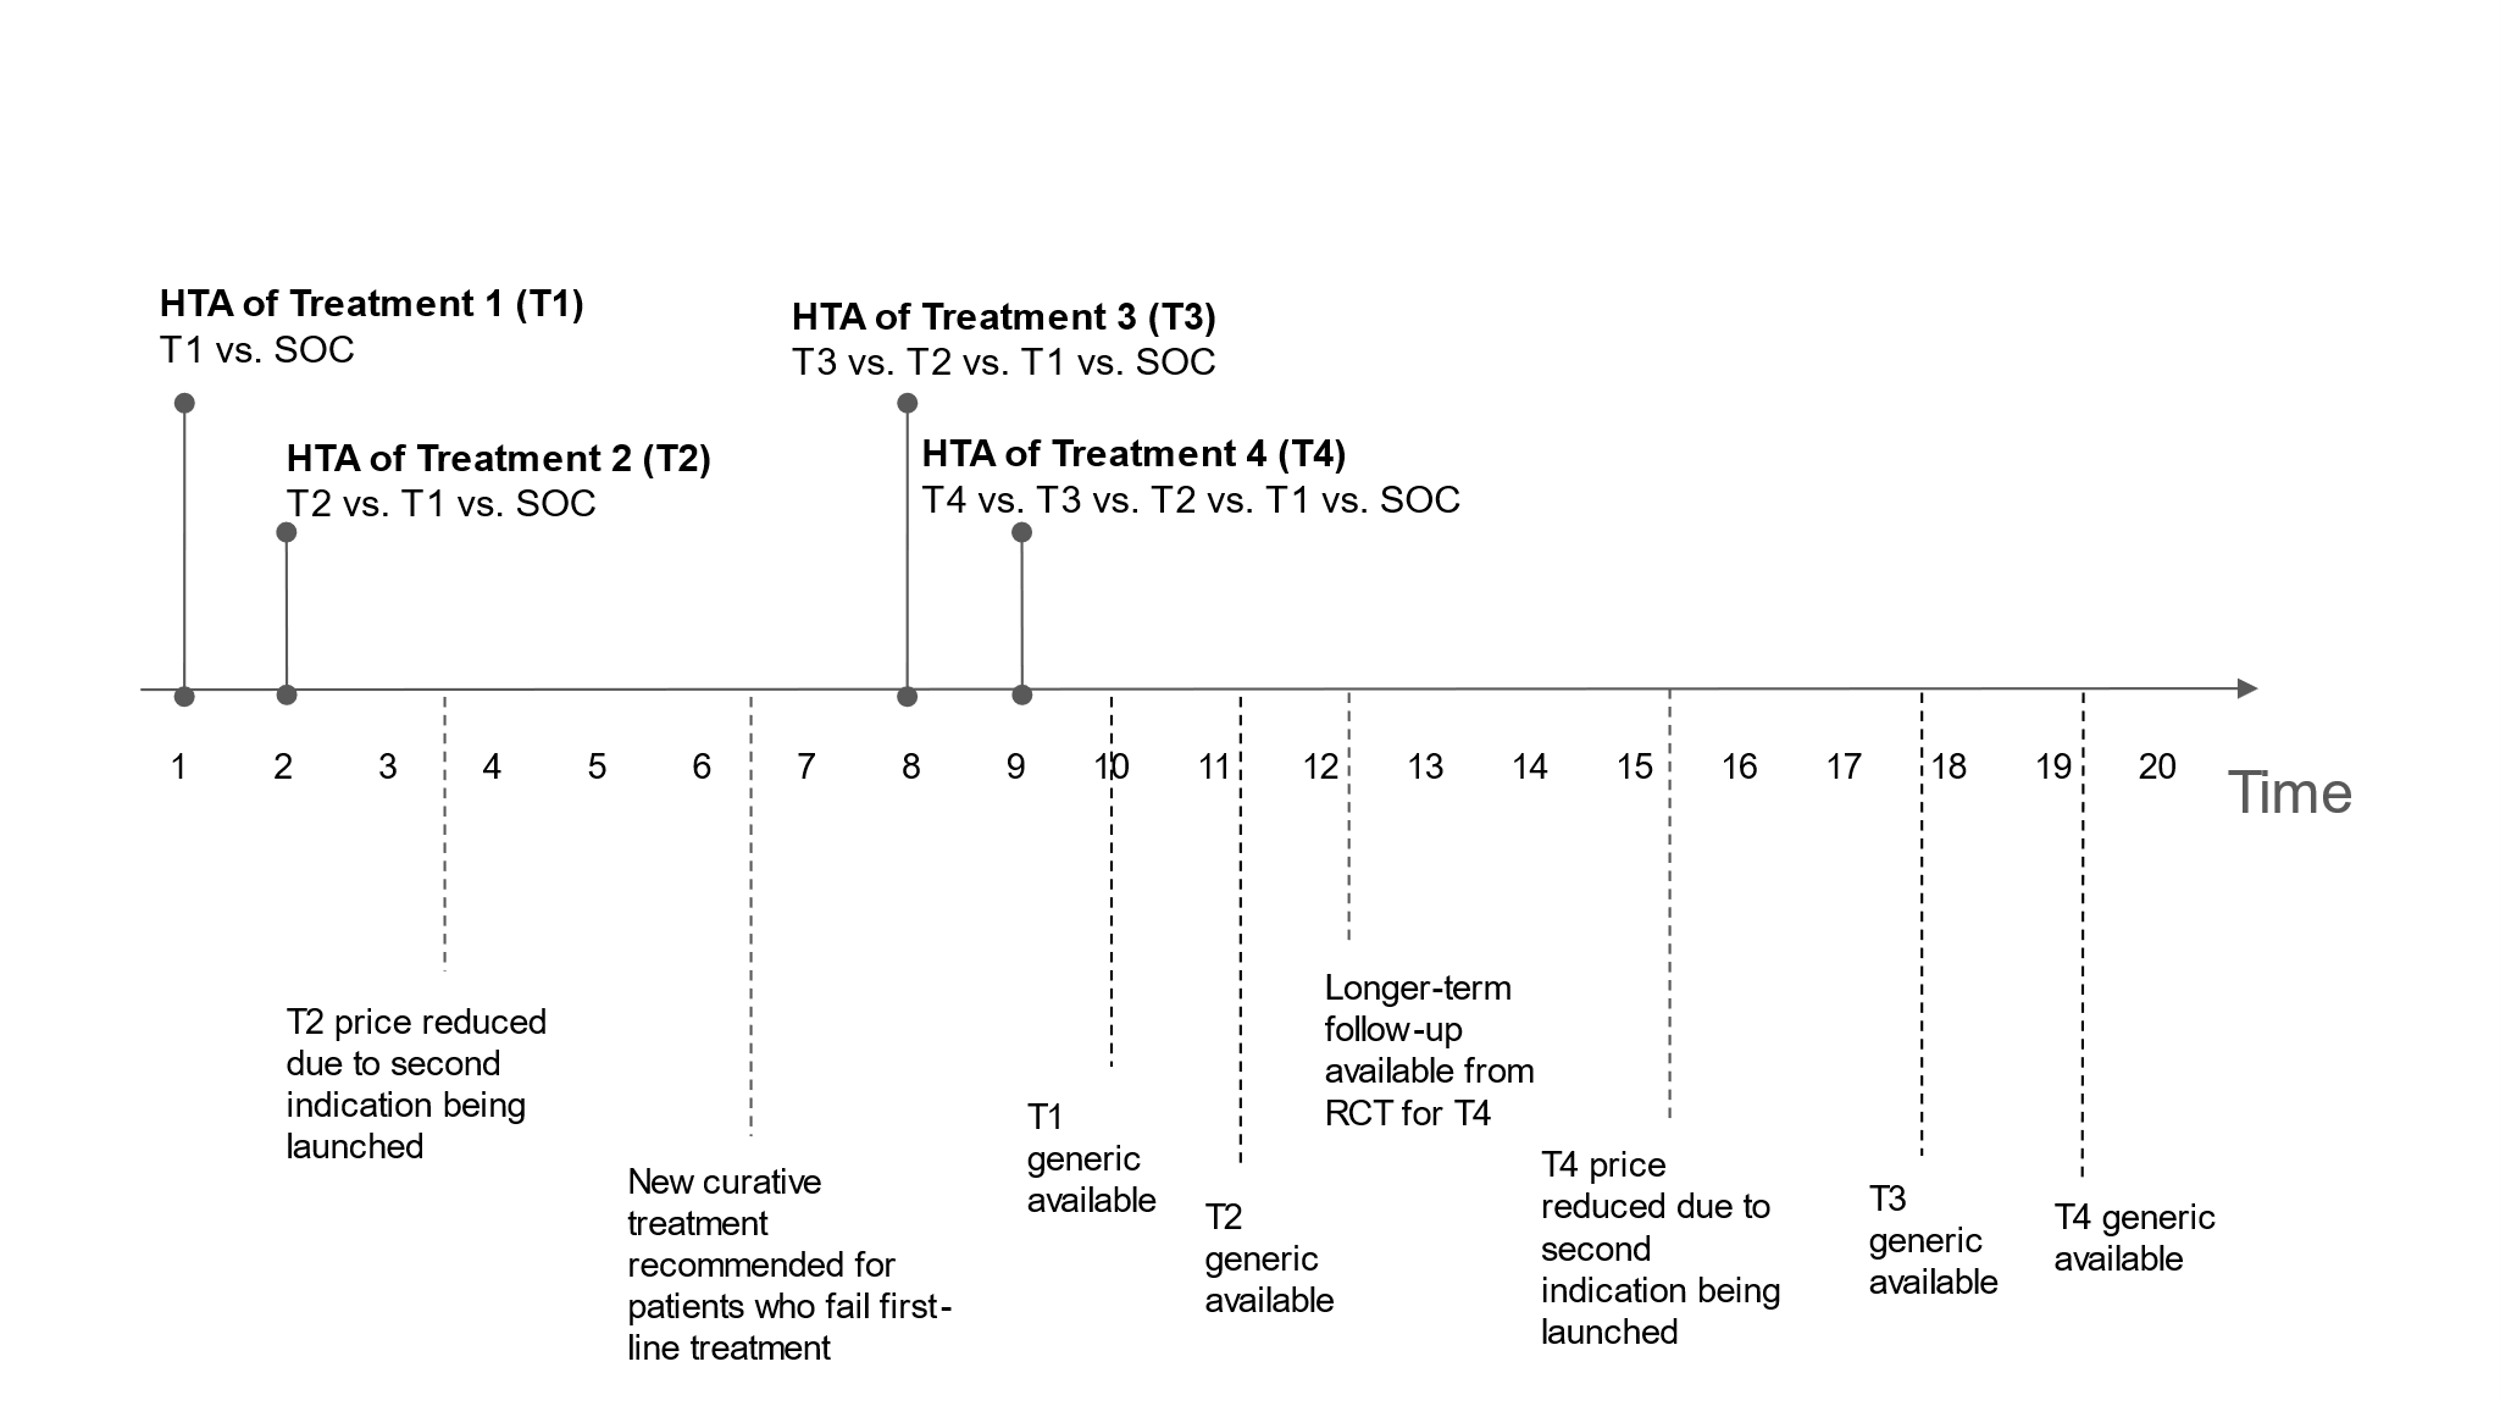 HTA of Treatment 1 (T1)
T1 vs. SOC
HTA of Treatment 3 (T3)
T3 vs. T2 vs. T1 vs. SOC
HTA of Treatment 2 (T2)
T2 vs. T1 vs. SOC
HTA of Treatment 4 (T4)
T4 vs. T3 vs. T2 vs. T1 vs. SOC
1 2 3 4 5 6 7 8 9 10 11 12 13 14 15 16 17 18 19 20
Time
T2 price reduced
due to second
indication being
launched
New curative
treatment
recommended for
patients who fail first-
line treatment
T1
generic
available
T2
generic
available
Longer-term
follow-up
available from
RCT for T4
T4 price
reduced due to
second
indication being
launched
T3
generic
available
T4 generic
available